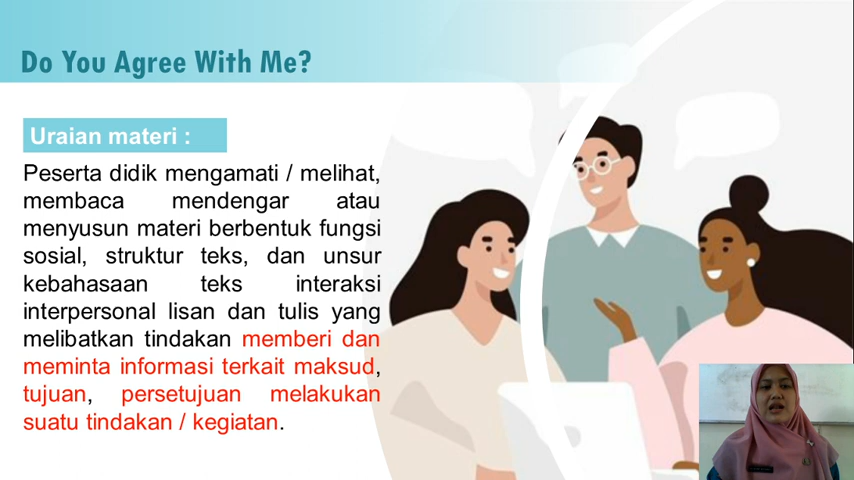 Do You Agree With Me?
Uraian materi :
Peserta didik mengamati / melihat,
membaca mendengar atau
menyusun materi berbentuk fungsi
sosial, struktur teks, dan unsur
kebahasaan teks interaksi
interpersonal lisan dan tulis yang
melibatkan tindakan memberi dan
meminta informasi terkait maksud,
tujuan, persetujuan melakukan
suatu tindakan / kegiatan.